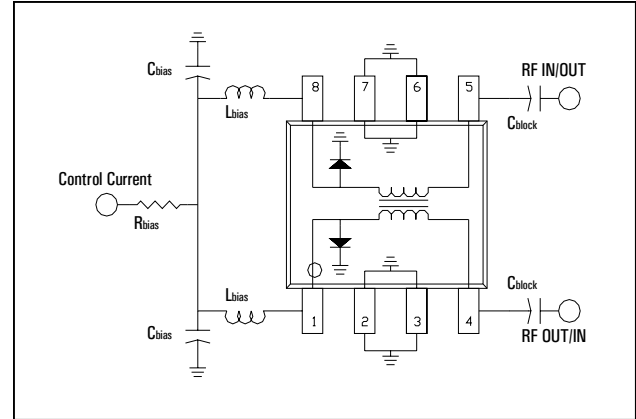 Cbias
Lbias
8
7
6
5
RF IN/OUT
Cblock
Control Current
Rbias
Lbias
Cbias
1
2
3
4
Cblock
RF OUT/IN